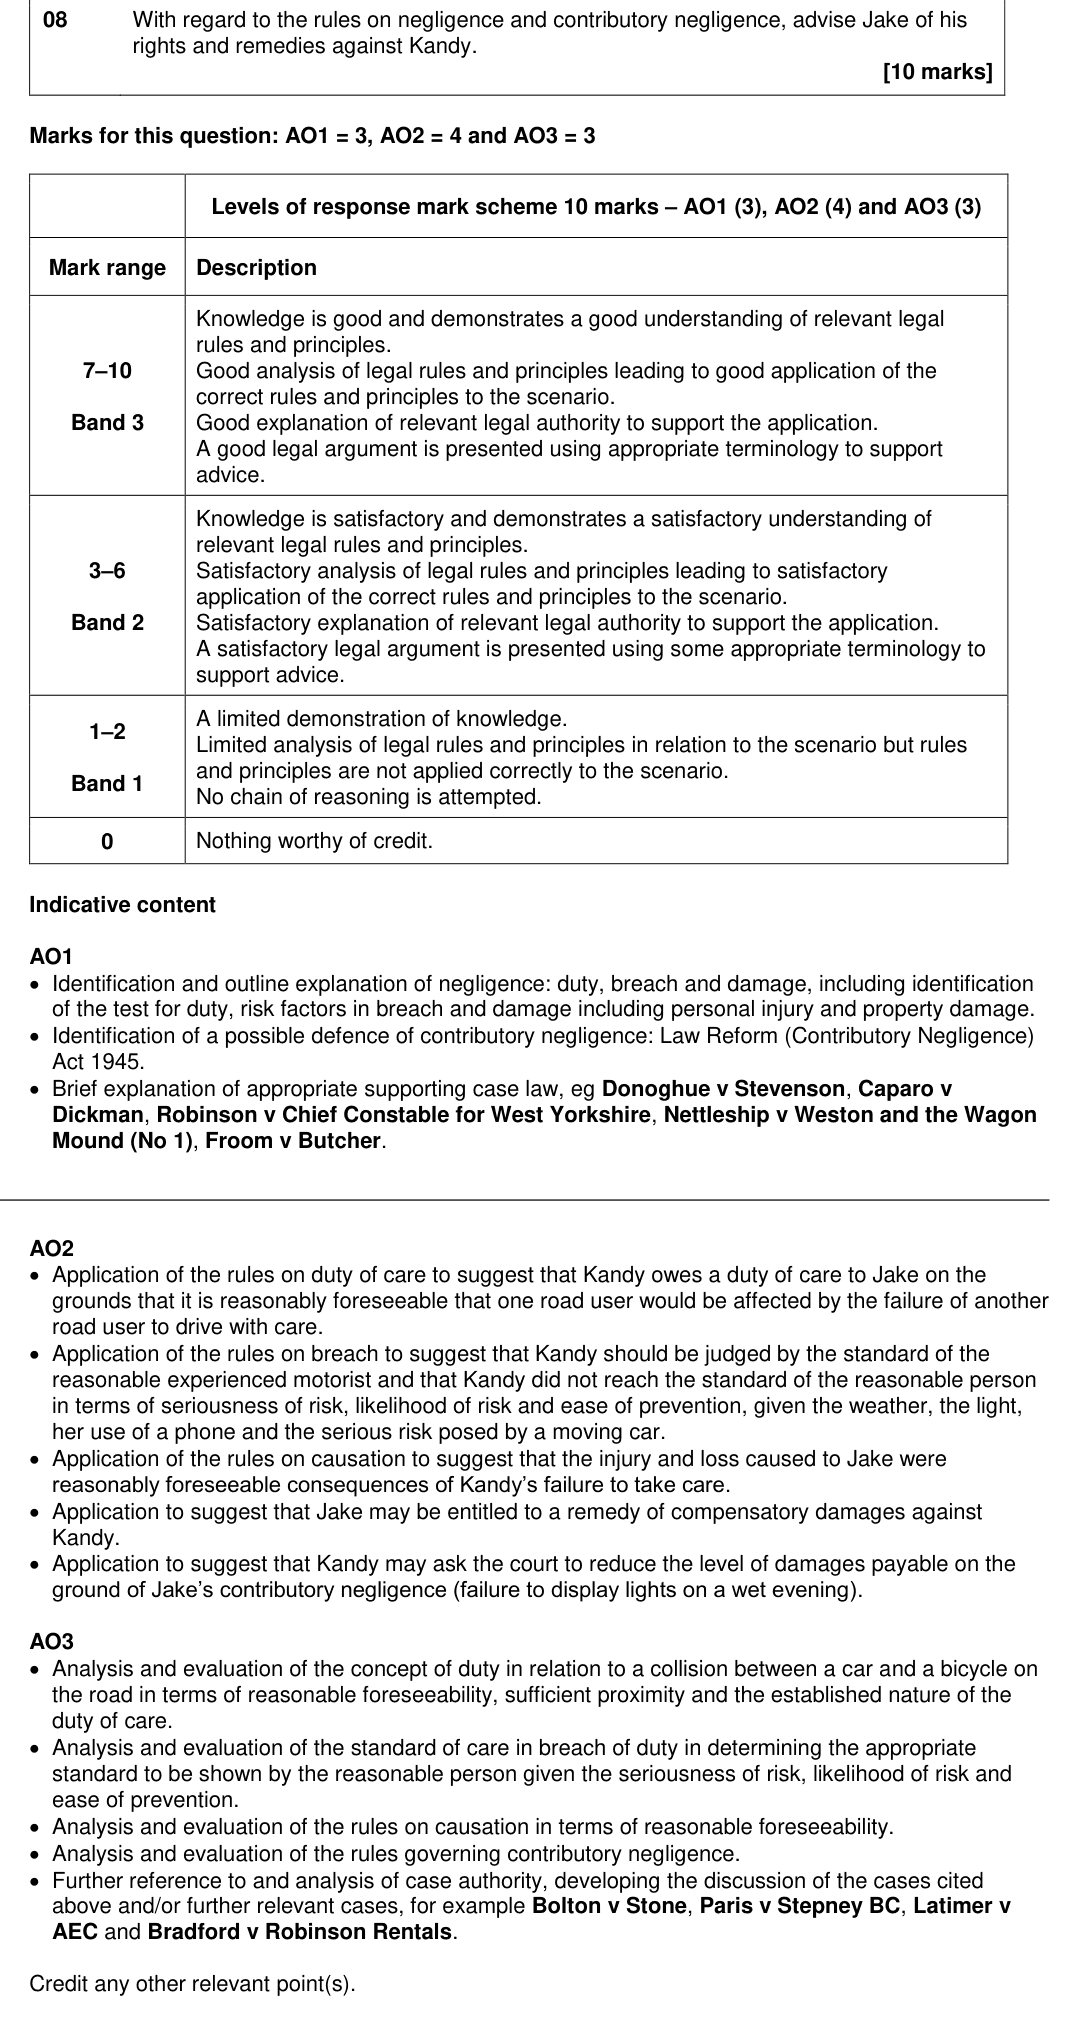 08 With regard to the rules on negligence and contributory negligence, advise Jake of his
rights and remedies against Kandy.
[10 marks]
Marks for this question: AO1 = 3, AO2 = 4 and AO3 = 3
Levels of response mark scheme 10 marks – AO1 (3), AO2 (4) and AO3 (3)
Mark range Description
7–10
Band 3
Knowledge is good and demonstrates a good understanding of relevant legal
rules and principles.
Good analysis of legal rules and principles leading to good application of the
correct rules and principles to the scenario.
Good explanation of relevant legal authority to support the application.
A good legal argument is presented using appropriate terminology to support
advice.
3–6
Band 2
Knowledge is satisfactory and demonstrates a satisfactory understanding of
relevant legal rules and principles.
Satisfactory analysis of legal rules and principles leading to satisfactory
application of the correct rules and principles to the scenario.
Satisfactory explanation of relevant legal authority to support the application.
A satisfactory legal argument is presented using some appropriate terminology to
support advice.
1–2
Band 1
A limited demonstration of knowledge.
Limited analysis of legal rules and principles in relation to the scenario but rules
and principles are not applied correctly to the scenario.
No chain of reasoning is attempted.
0 Nothing worthy of credit.
Indicative content
AO1
• Identification and outline explanation of negligence: duty, breach and damage, including identification
of the test for duty, risk factors in breach and damage including personal injury and property damage.
• Identification of a possible defence of contributory negligence: Law Reform (Contributory Negligence)
Act 1945.
• Brief explanation of appropriate supporting case law, eg Donoghue v Stevenson, Caparo v
Dickman, Robinson v Chief Constable for West Yorkshire, Nettleship v Weston and the Wagon
Mound (No 1), Froom v Butcher.
AO2
• Application of the rules on duty of care to suggest that Kandy owes a duty of care to Jake on the
grounds that it is reasonably foreseeable that one road user would be affected by the failure of another
road user to drive with care.
• Application of the rules on breach to suggest that Kandy should be judged by the standard of the
reasonable experienced motorist and that Kandy did not reach the standard of the reasonable person
in terms of seriousness of risk, likelihood of risk and ease of prevention, given the weather, the light,
her use of a phone and the serious risk posed by a moving car.
• Application of the rules on causation to suggest that the injury and loss caused to Jake were
reasonably foreseeable consequences of Kandy’s failure to take care.
• Application to suggest that Jake may be entitled to a remedy of compensatory damages against
Kandy.
• Application to suggest that Kandy may ask the court to reduce the level of damages payable on the
ground of Jake’s contributory negligence (failure to display lights on a wet evening).
AO3
• Analysis and evaluation of the concept of duty in relation to a collision between a car and a bicycle on
the road in terms of reasonable foreseeability, sufficient proximity and the established nature of the
duty of care.
• Analysis and evaluation of the standard of care in breach of duty in determining the appropriate
standard to be shown by the reasonable person given the seriousness of risk, likelihood of risk and
ease of prevention.
• Analysis and evaluation of the rules on causation in terms of reasonable foreseeability.
• Analysis and evaluation of the rules governing contributory negligence.
• Further reference to and analysis of case authority, developing the discussion of the cases cited
above and/or further relevant cases, for example Bolton v Stone, Paris v Stepney BC, Latimer v
AEC and Bradford v Robinson Rentals.
Credit any other relevant point(s).